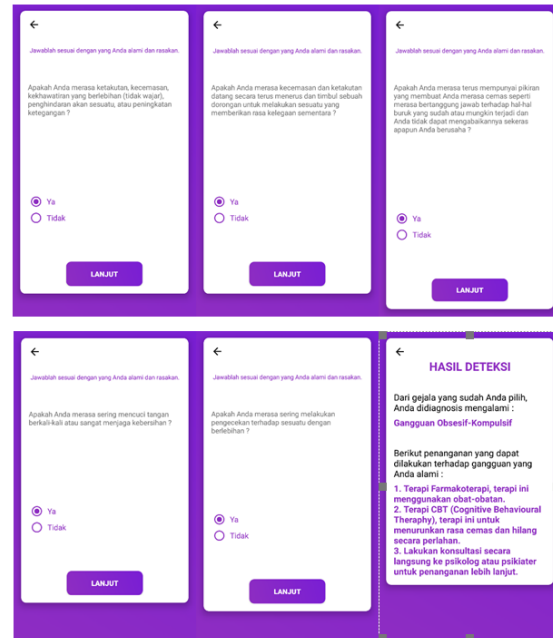 Jawablah sesuai dengan yang Anda alami dan rasakan.
Apakah Anda merasa ketakutan, kecemasan,
kekhawatiran yang berlebihan (tidak wajar),
penghindaran akan sesuatu, atau peningkatan
ketegangan ?
Ya
Tidak
LANJUT
Jawablah sesuai dengan yang Anda alami dan rasakan.
Apakah Anda merasa kecemasan dan ketakutan
datang secara terus menerus dan timbul sebuah
dorongan untuk melakukan sesuatu yang
memberikan rasa kelegaan sementara ?
Ya
Tidak
LANJUT
Jawablah sesuai dengan yang Anda alami dan rasakan.
Apakah Anda terus mempunyai pikiran
yang membuat Anda merasa cemas seperti
merasa bertanggung jawab terhadap hal-hal
buruk yang sudah atau mungkin terjadi dan
Anda tidak dapat mengabaikannya sekeras
apapun Anda berusaha ?
Ya
Tidak
LANJUT
Jawablah sesuai dengan yang Anda alami dan rasakan.
Apakah Anda merasa sering mencuci tangan
berkali-kali atau sangat menjaga kebersihan ?
Ya
Tidak
LANJUT
Jawablah sesuai dengan yang Anda alami dan rasakan.
Apakah Anda merasa sering melakukan
pengecekan terhadap sesuatu dengan
berlebihan ?
Ya
Tidak
LANJUT
HASIL DETEKSI
Dari gejala yang sudah Anda pilih,
Anda didiagnosis mengalami :
Gangguan Obsesif-Kompulsif
Berikut penanganan yang dapat
dilakukan terhadap gangguan yang
Anda alami :
1. Terapi Farmakoterapi, terapi ini
menggunakan obat-obatan.
2. Terapi CBT (Cognitive Behavioural
Theraphy), terapi ini untuk
menurunkan rasa cemas dan hilang
secara perlahan.
3. Lakukan konsultasi secara
langsung ke psikolog atau psikiater
untuk penanganan lebih lanjut.